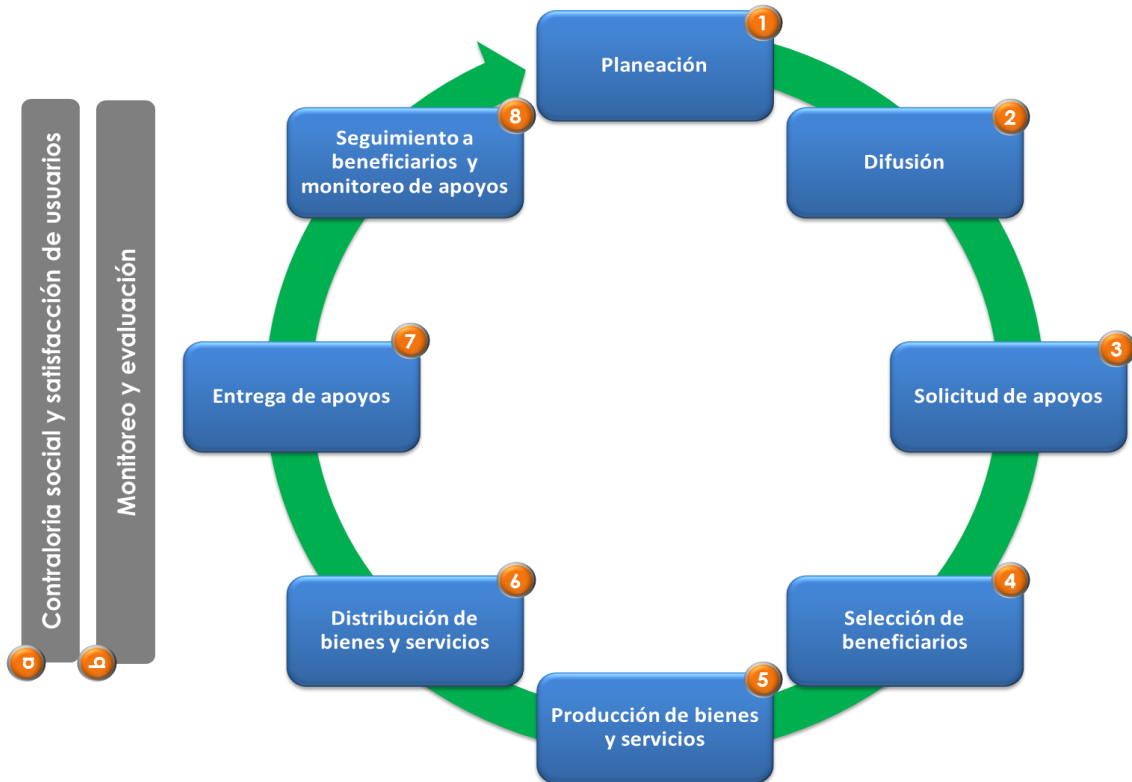 1
Planeación
2
Difusión
3
Solicitud de apoyos
4
Selección de
beneficiarios
5
Producción de bienes
y servicios
6
Distribución de
bienes y servicios
7
Entrega de apoyos
8
Seguimiento a
beneficiarios y
monitoreo de apoyos
a
Contraloria social y satisfacción de usuarios
b
Monitoreo y evaluación